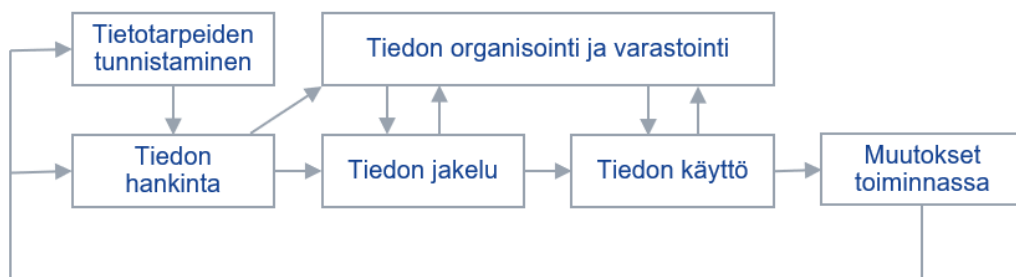 Tietotarpeiden
tunnistaminen
Tiedon organisointi ja varastointi
Tiedon
hankinta
Tiedon jakelu
Tiedon käyttö
Muutokset
toiminnassa